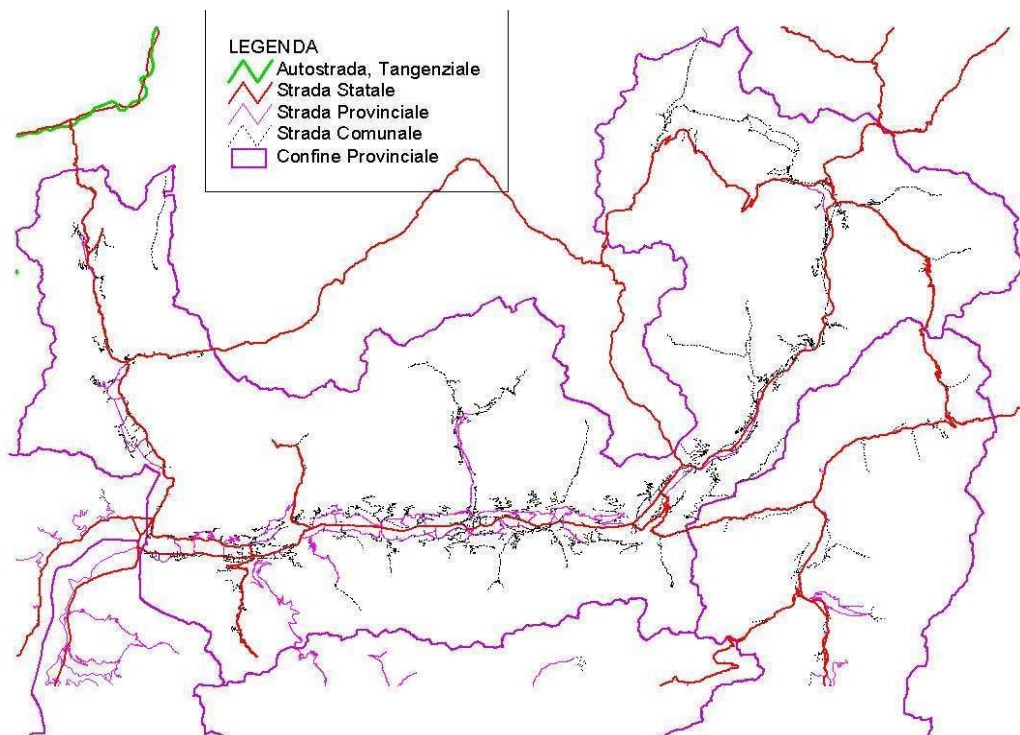 LEGENDA
Autostrada, Tangenziale
Strada Statale
Strada Provinciale
Strada Comunale
Confine Provinciale